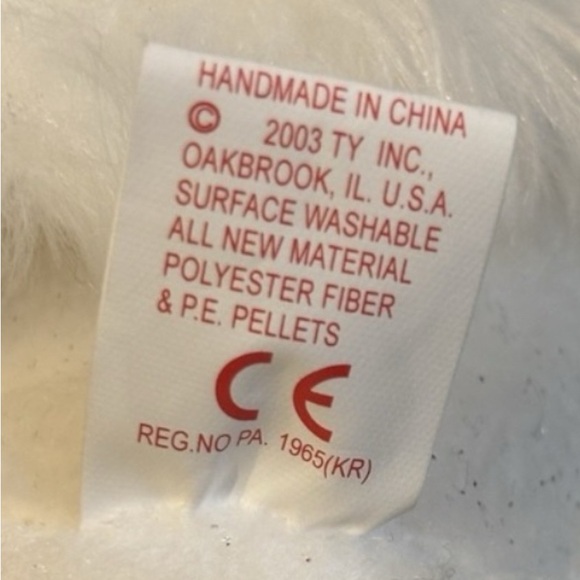 HANDMADE IN CHINA
© 2003 TY INC.,
OAKBROOK, IL. U.S.A.
SURFACE WASHABLE
ALL NEW MATERIAL
POLYESTER FIBER
& P.E. PELLETS
CE
REG.NO PA. 1965(KR)